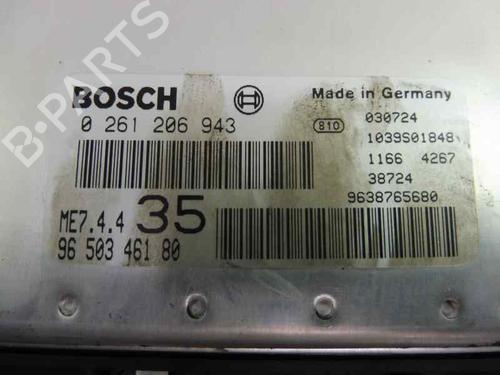 B-PARTS
BOSCH
Made in Germany
0 261 206 943
810
030724
1039S01848
1166 4267
38724
9638765680
ME7.4.4 35
96 503 461 80